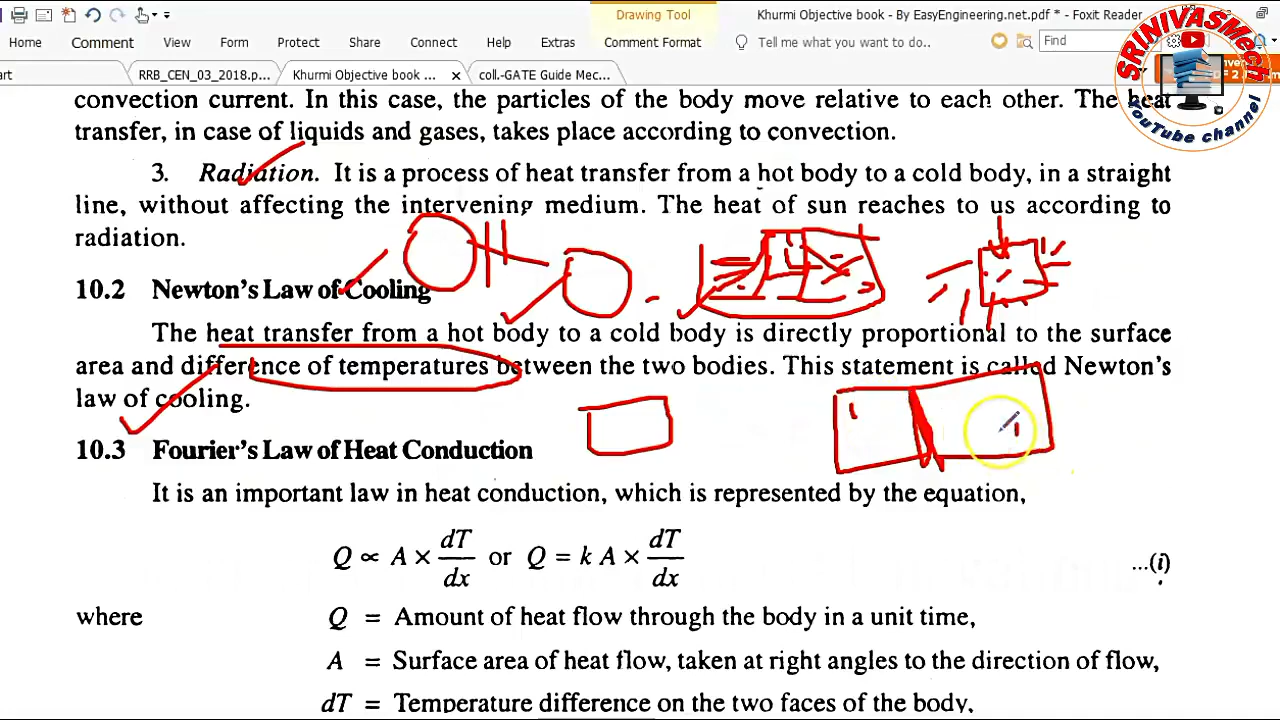 Drawing Tool
Khurmi Objective book - By EasyEngineering.net.pdf * - Foxit Reader
Home Comment View Form Protect Share Connect Help Extras Comment Format Tell me what you want to do.. Find
art RRB_CEN_03_2018.p... Khurmi Objective book ... × coll-GATE Guide Mec...
SRINIVASMech
YouTube channel
convection current. In this case, the particles of the body move relative to each other. The heat
transfer, in case of liquids and gases, takes place according to convection.
3. Radiation. It is a process of heat transfer from a hot body to a cold body, in a straight
line, without affecting the intervening medium. The heat of sun reaches to us according to
radiation.
10.2 Newton's Law of Cooling
The heat transfer from a hot body to a cold body is directly proportional to the surface
area and difference of temperatures between the two bodies. This statement is called Newton's
law of cooling.
10.3 Fourier's Law of Heat Conduction
It is an important law in heat conduction, which is represented by the equation,
Q ∝ A × dT/dx or Q = k A × dT/dx ...(i)
where Q = Amount of heat flow through the body in a unit time,
A = Surface area of heat flow, taken at right angles to the direction of flow,
dT = Temperature difference on the two faces of the body,